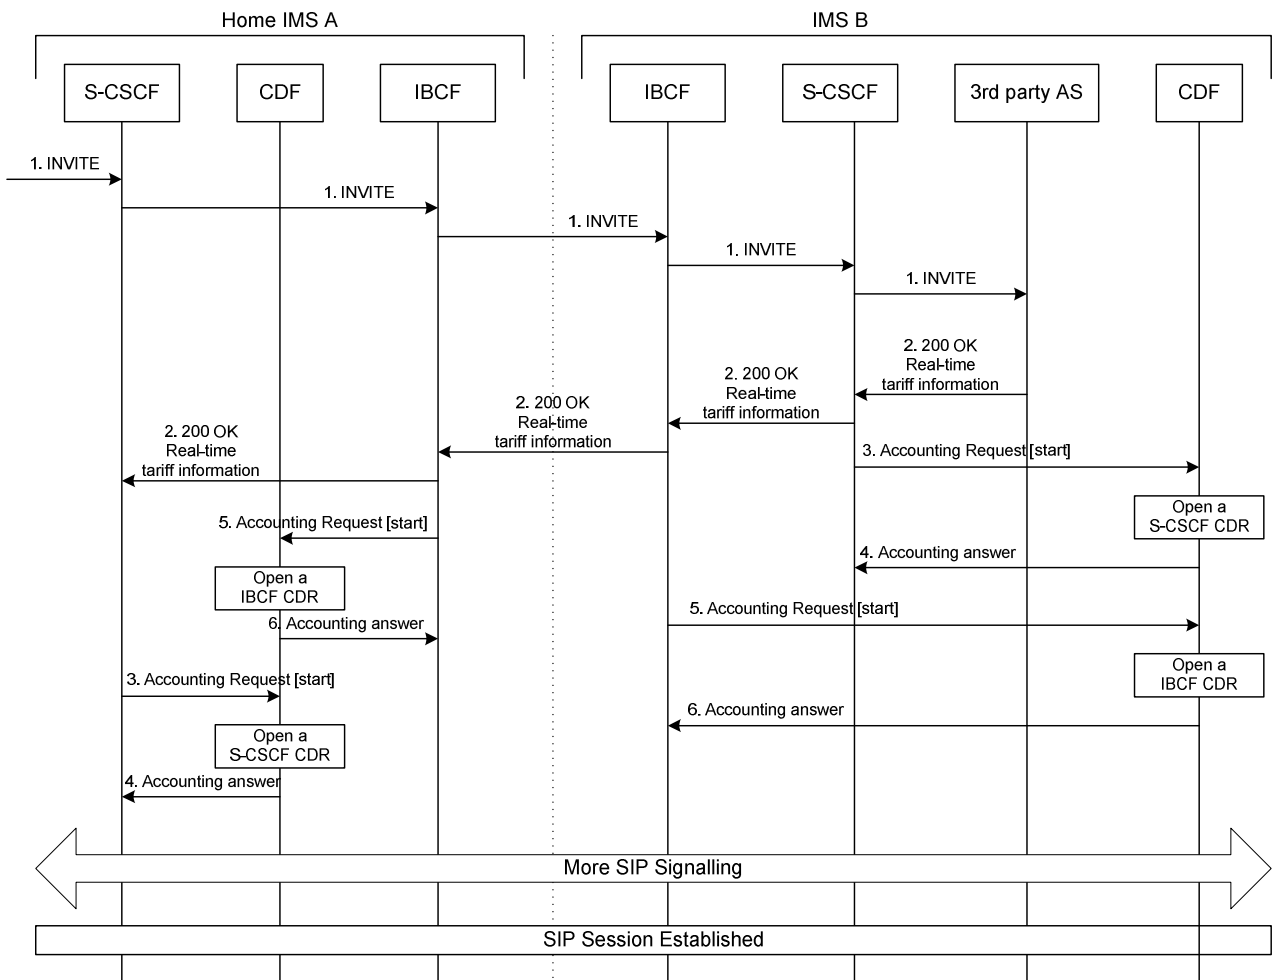 Home IMS A
IMS B
S-CSCF
CDF
IBCF
IBCF
S-CSCF
3rd party AS
CDF
1. INVITE
1. INVITE
1. INVITE
1. INVITE
1. INVITE
2. 200 OK
Real-time
tariff information
2. 200 OK
Real-time
tariff information
2. 200 OK
Real-time
tariff information
2. 200 OK
Real-time
tariff information
3. Accounting Request [start]
Open a
S-CSCF CDR
5. Accounting Request [start]
4. Accounting answer
Open a
IBCF CDR
5. Accounting Request [start]
6. Accounting answer
Open a
IBCF CDR
3. Accounting Request [start]
6. Accounting answer
Open a
S-CSCF CDR
4. Accounting answer
More SIP Signalling
SIP Session Established